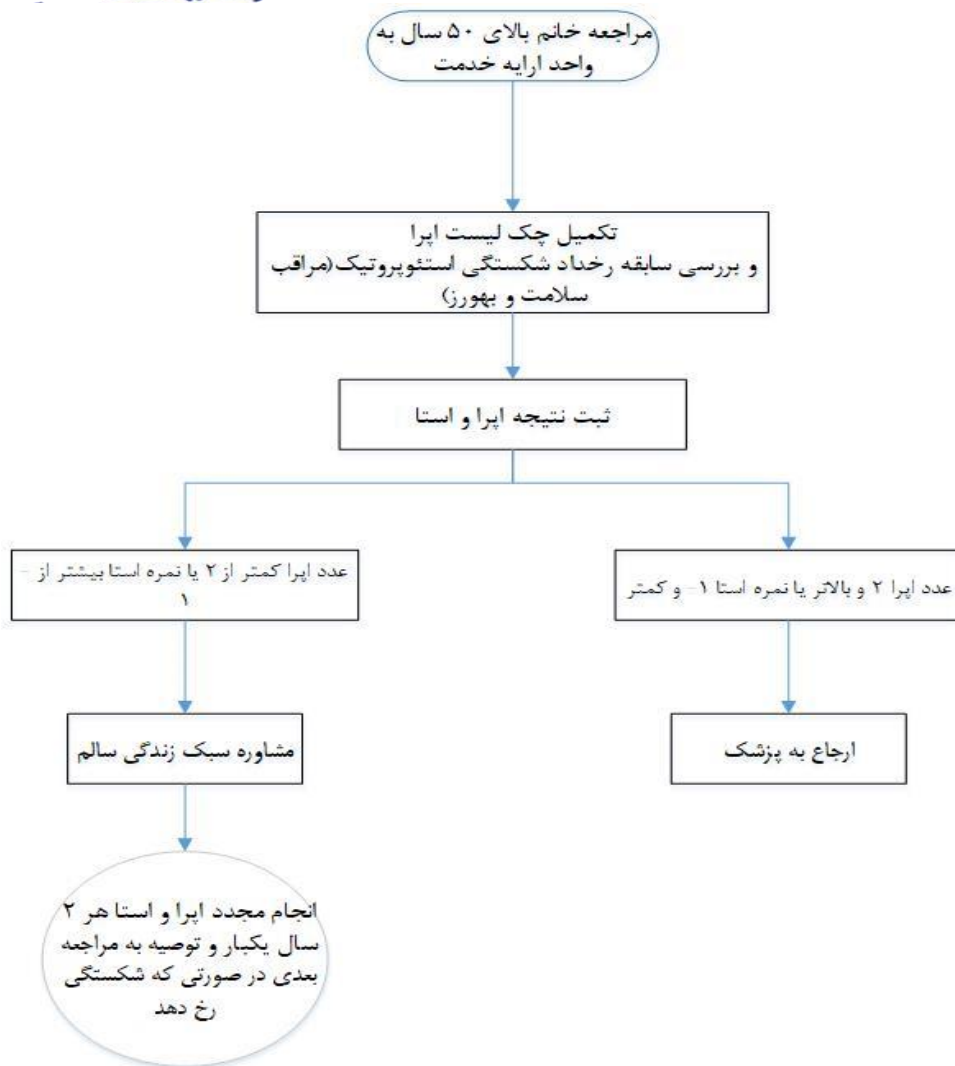 مراجعه خانم بالای ۵۰ سال به
واحد ارایه خدمت
تکمیل چک لیست اپرا
و بررسی سابقه رخداد شکستگی استئوپروتیک(مراقب
سلامت و بهورز)
ثبت نتیجه اپرا و استا
عدد اپرا ۲ و بالاتر یا نمره استا ۱- و کمتر
عدد اپرا کمتر از ۲ یا نمره استا بیشتر از -
۱
ارجاع به پزشک
مشاوره سبک زندگی سالم
انجام مجدد اپرا و استا هر ۲
سال یکبار و توصیه به مراجعه
بعدی در صورتی که شکستگی
رخ دهد